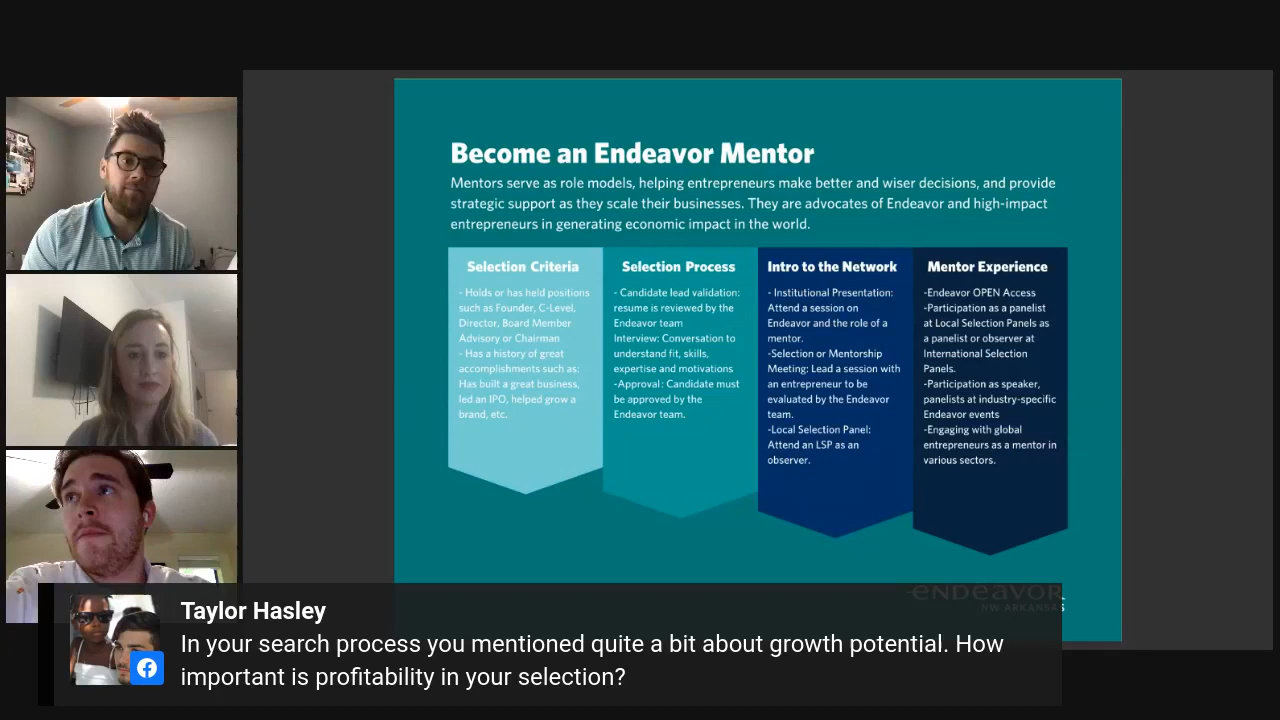 Become an Endeavor Mentor
Mentors serve as role models, helping entrepreneurs make better and wiser decisions, and provide
strategic support as they scale their businesses. They are advocates of Endeavor and high-impact
entrepreneurs in generating economic impact in the world.
Selection Criteria
- Holds or has held positions
such as Founder, C-Level,
Director, Board Member
Advisory or Chairman
- Has a history of great
accomplishments such as:
Has built a great business,
led an IPO, helped grow a
brand, etc.
Selection Process
- Candidate lead validation:
resume is reviewed by the
Endeavor team
Interview: Conversation to
understand fit, skills,
expertise and motivations
-Approval: Candidate must
be approved by the
Endeavor team.
Intro to the Network
- Institutional Presentation:
Attend a session on
Endeavor and the role of a
mentor.
-Selection or Mentorship
Meeting: Lead a session with
an entrepreneur to be
evaluated by the Endeavor
team.
-Local Selection Panel:
Attend an LSP as an
observer.
Mentor Experience
-Endeavor OPEN Access
-Participation as a panelist
at Local Selection Panels as
a panelist or observer at
International Selection
Panels.
-Participation as speaker,
panelists at industry-specific
Endeavor events
-Engaging with global
entrepreneurs as a mentor in
various sectors.
ENDEAVOR
NW ARKANSAS
Taylor Hasley
In your search process you mentioned quite a bit about growth potential. How
important is profitability in your selection?